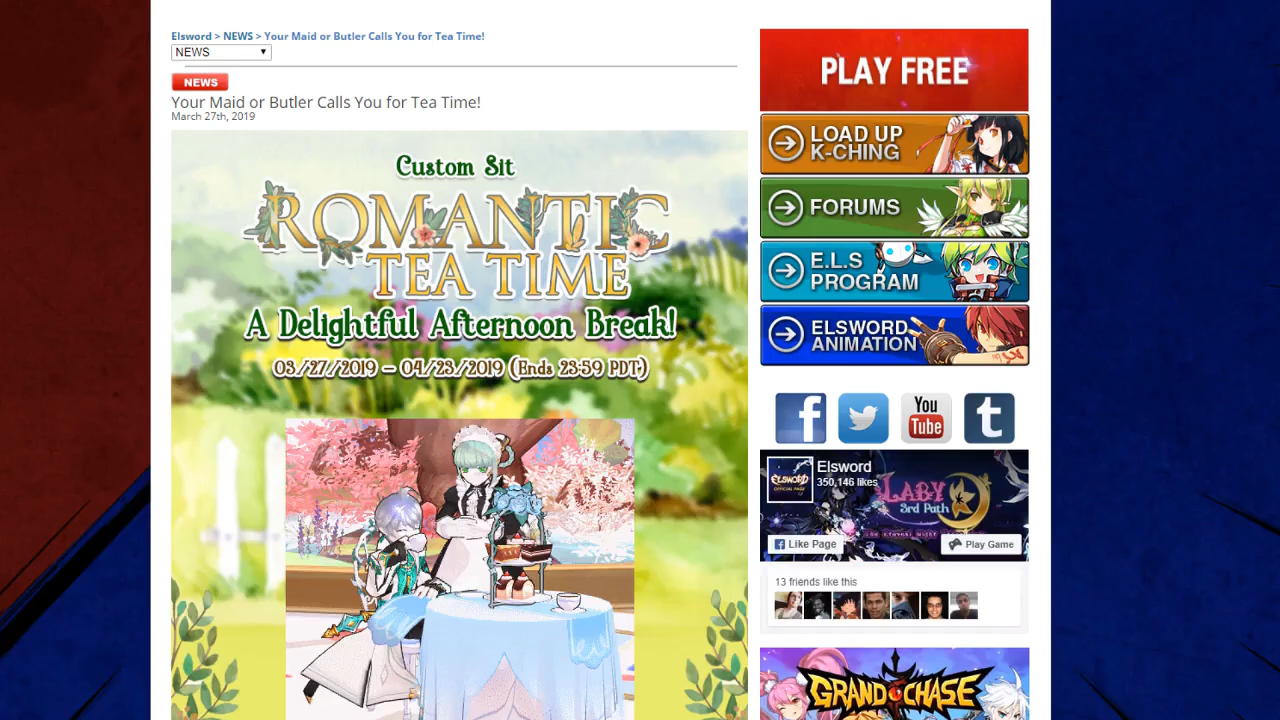 Elsword > NEWS > Your Maid or Butler Calls You for Tea Time!
NEWS
NEWS
Your Maid or Butler Calls You for Tea Time!
March 27th, 2019
Custom Sit
ROMANTIC
TEA TIME
A Delightful Afternoon Break!
03/27/2019 - 04/23/2019 (Ends 23:59 PDT)
PLAY FREE
LOAD UP
K-CHING
FORUMS
E.L.S
PROGRAM
ELSWORD
ANIMATION
f
You
Tube
t
ELSWORD
OFFICIAL PAGE
Elsword
350,146 likes
LABY
3rd Path
Like Page
Play Game
13 friends like this
GRAND CHASE